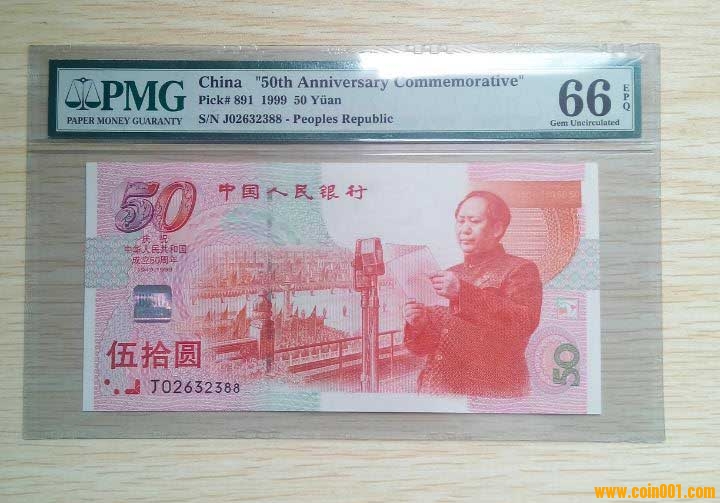 PMG
PAPER MONEY GUARANTY
China "50th Anniversary Commemorative"
Pick# 891 1999 50 Yüan
S/N J02632388 - Peoples Republic
66 EPQ
Gem Uncirculated
50
中国人民银行
庆祝
中华人民共和国
成立50周年
1949-1999
伍拾圆
J02632388
50
www.coin001.com